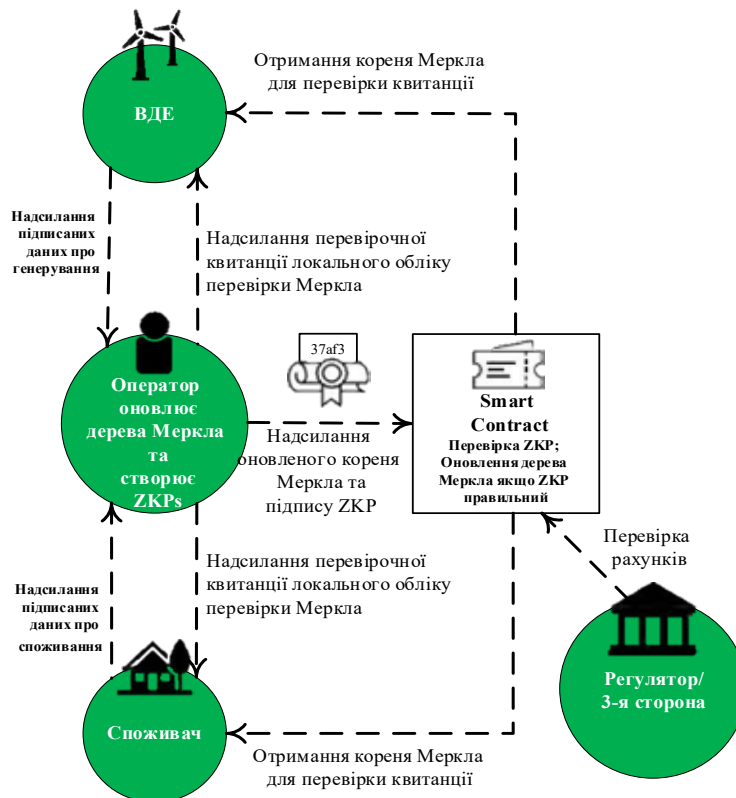 Отримання кореня Меркла
для перевірки квитанції
ВДЕ
Надсилання
підписаних
даних про
генерування
Надсилання перевірочної
квитанції локального обліку
перевірки Меркла
37af3
Оператор
оновлює
дерева Меркла
та
створює
ZKPs
Надсилання
оновленого кореня
Меркла та
підпису ZKP
Smart
Contract
Перевірка ZKP;
Оновлення дерева
Меркла якщо ZKP
правильний
Перевірка
рахунків
Надсилання перевірочної
квитанції локального обліку
перевірки Меркла
Надсилання
підписаних
даних про
споживання
Регулятор/
3-я сторона
Споживач
Отримання кореня Меркла
для перевірки квитанції